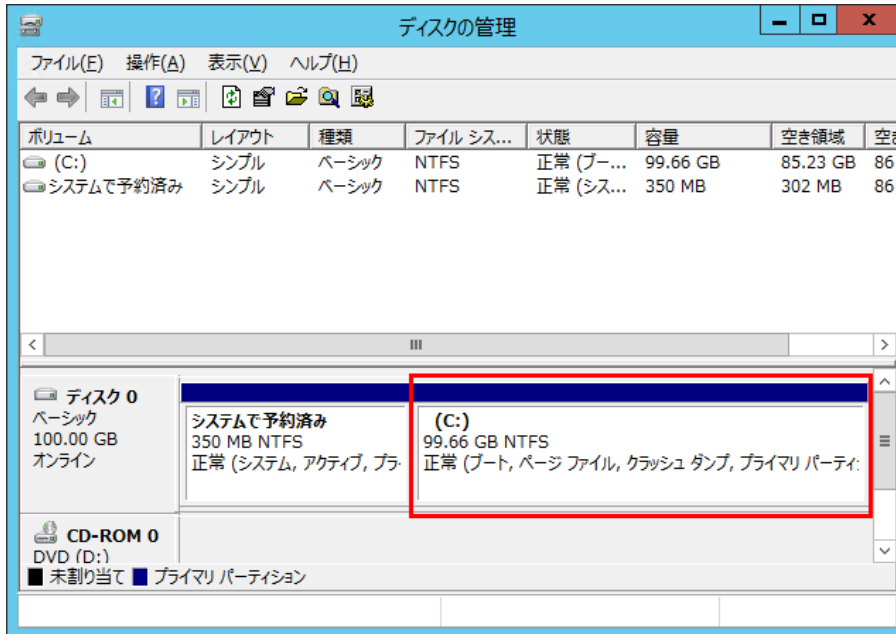 ディスクの管理
ファイル(F) 操作(A) 表示(V) ヘルプ(H)
ボリューム レイアウト 種類 ファイル シス... 状態 容量 空き領域 空き
(C:) シンプル ベーシック NTFS 正常 (ブー... 99.66 GB 85.23 GB 86
システムで予約済み シンプル ベーシック NTFS 正常 (シス... 350 MB 302 MB 86
ディスク 0
ベーシック
100.00 GB
オンライン
システムで予約済み
350 MB NTFS
正常 (システム, アクティブ, プラ
(C:)
99.66 GB NTFS
正常 (ブート, ページ ファイル, クラッシュ ダンプ, プライマリ パーティ
CD-ROM 0
DVD (D:)
未割り当て プライマリ パーティション